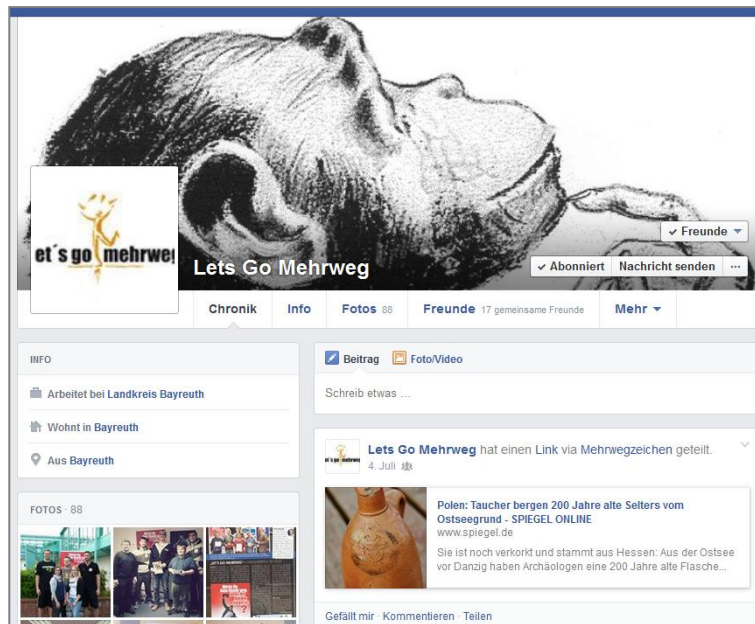 et´s go mehrweg
Lets Go Mehrweg
Freunde
Abonniert Nachricht senden ...
Chronik Info Fotos 88 Freunde 17 gemeinsame Freunde Mehr
INFO
Arbeitet bei Landkreis Bayreuth
Wohnt in Bayreuth
Aus Bayreuth
FOTOS · 88
Beitrag Foto/Video
Schreib etwas ...
Lets Go Mehrweg hat einen Link via Mehrwegzeichen geteilt.
4. Juli
Polen: Taucher bergen 200 Jahre alte Selters vom
Ostseegrund - SPIEGEL ONLINE
www.spiegel.de
Sie ist noch verkorkt und stammt aus Hessen: Aus der Ostsee
vor Danzig haben Archäologen eine 200 Jahre alte Flasche...
Gefällt mir · Kommentieren · Teilen